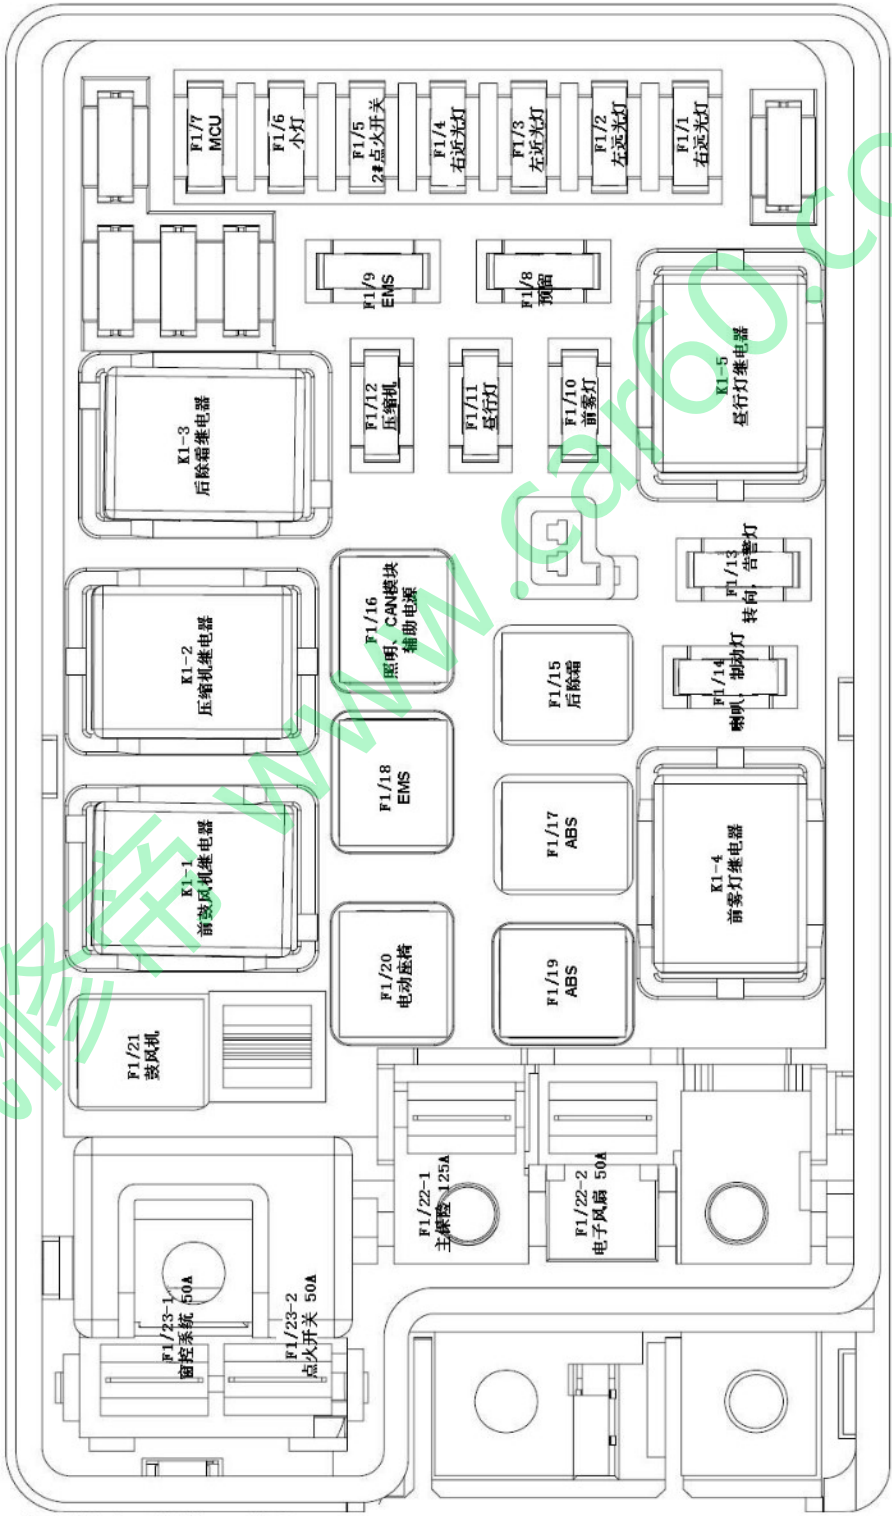 F1/7
MCU
F1/6
小灯
F1/5
2#点火开关
F1/4
右近光灯
F1/3
左近光灯
F1/2
左远光灯
F1/1
右远光灯
F1/9
EMS
F1/8
预留
F1/12
压缩机
F1/11
昼行灯
F1/10
前雾灯
K1-5
昼行灯继电器
K1-3
后除霜继电器
F1/13
转向，告警灯
F1/16
照明、CAN模块
辅助电源
K1-2
压缩机继电器
F1/15
后除霜
F1/14
喇叭、制动灯
F1/18
EMS
F1/17
ABS
K1-1
前鼓风机继电器
K1-4
前雾灯继电器
F1/20
电动座椅
F1/19
ABS
F1/21
鼓风机
F1/22-1
主保险 125A
F1/22-2
电子风扇 50A
F1/23-1
窗控系统 50A
F1/23-2
点火开关 50A
修帝 www.car60.co